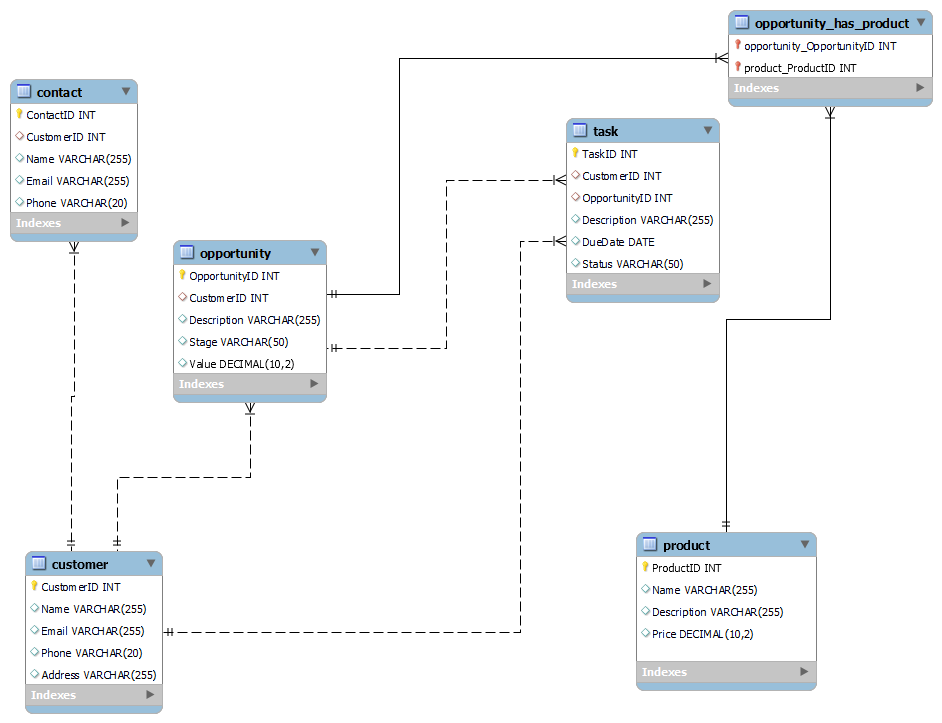 opportunity_has_product
opportunity_OpportunityID INT
product_ProductID INT
Indexes
contact
ContactID INT
CustomerID INT
Name VARCHAR(255)
Email VARCHAR(255)
Phone VARCHAR(20)
Indexes
task
TaskID INT
CustomerID INT
OpportunityID INT
Description VARCHAR(255)
DueDate DATE
Status VARCHAR(50)
Indexes
opportunity
OpportunityID INT
CustomerID INT
Description VARCHAR(255)
Stage VARCHAR(50)
Value DECIMAL(10,2)
Indexes
customer
CustomerID INT
Name VARCHAR(255)
Email VARCHAR(255)
Phone VARCHAR(20)
Address VARCHAR(255)
Indexes
product
ProductID INT
Name VARCHAR(255)
Description VARCHAR(255)
Price DECIMAL(10,2)
Indexes